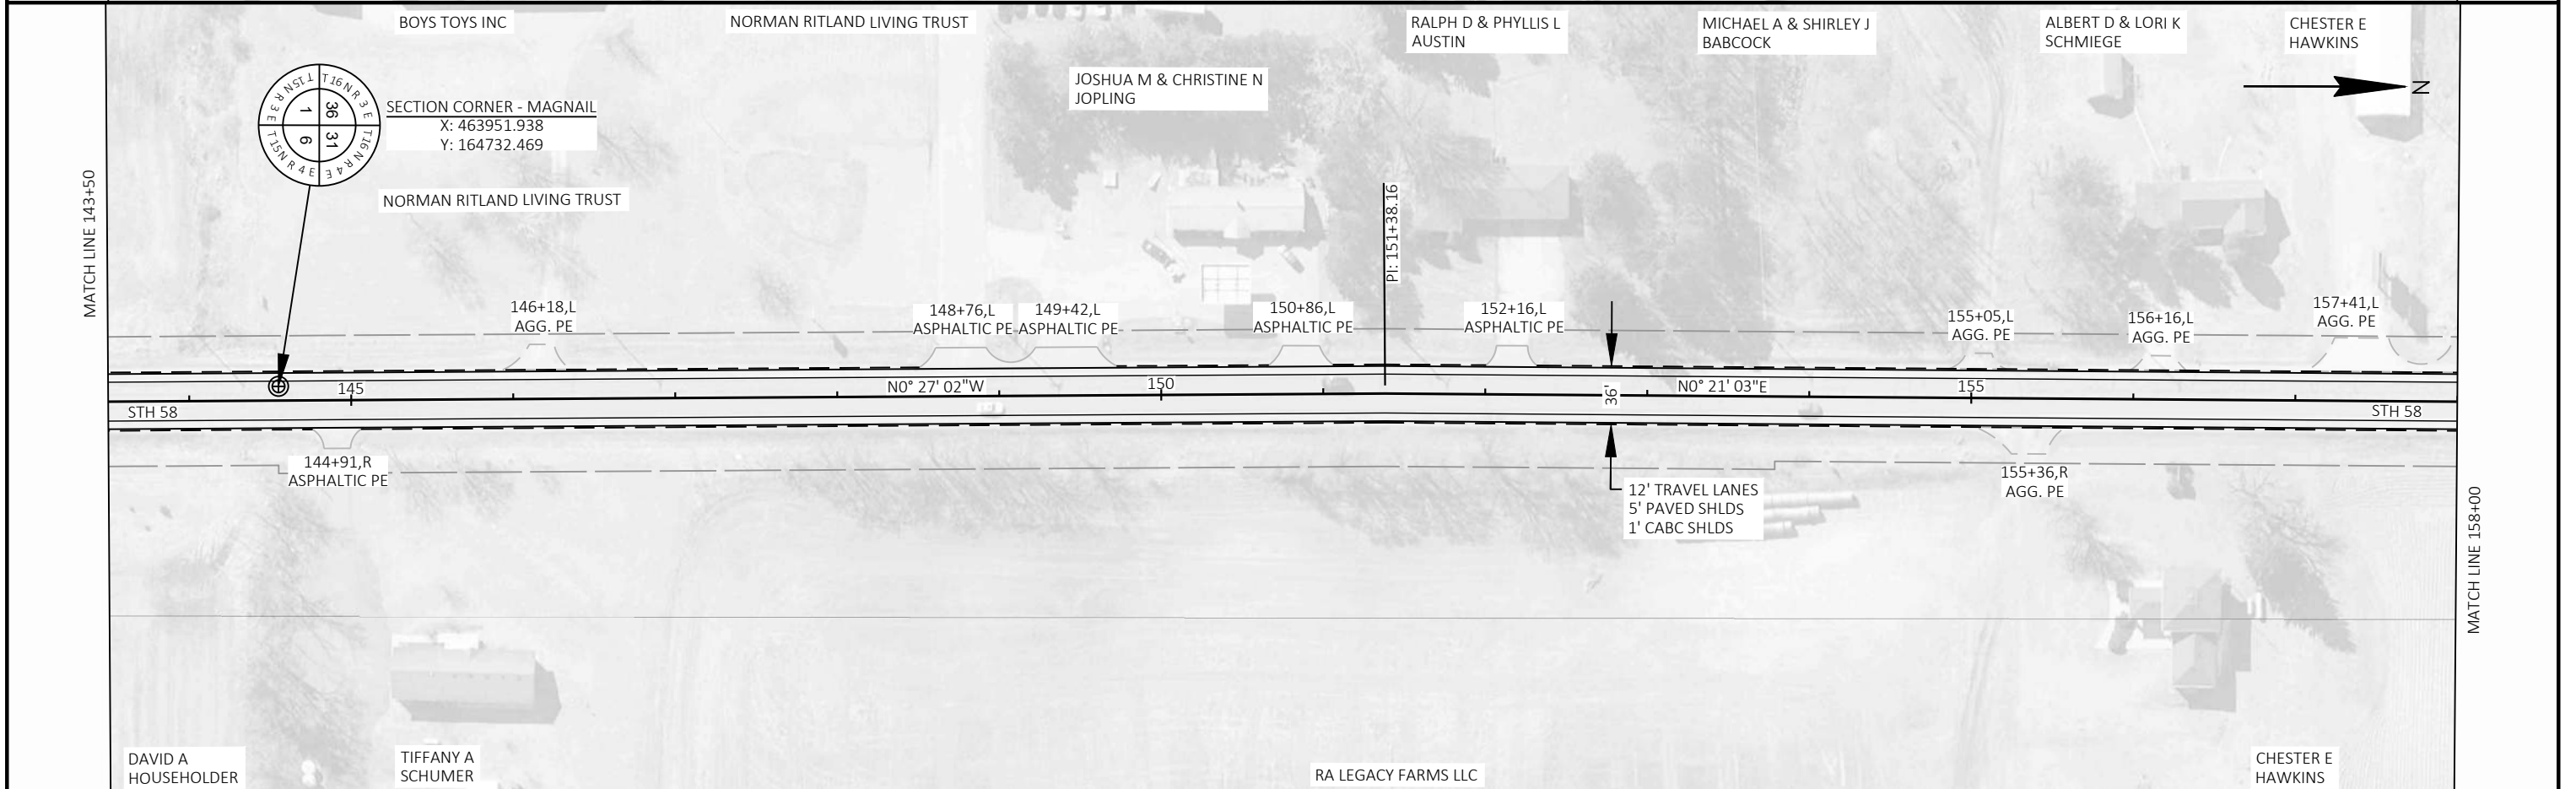 BOYS TOYS INC
NORMAN RITLAND LIVING TRUST
RALPH D & PHYLLIS L
AUSTIN
MICHAEL A & SHIRLEY J
BABCOCK
ALBERT D & LORI K
SCHMIEGE
CHESTER E
HAWKINS
JOSHUA M & CHRISTINE N
JOPLING
N
T15N R 3 E
T16N R 3 E
T16N R 4 E
T15N R 4 E
1
36
31
6
SECTION CORNER - MAGNAIL
X: 463951.938
Y: 164732.469
NORMAN RITLAND LIVING TRUST
MATCH LINE 143+50
PI: 151+38.16
146+18,L
AGG. PE
148+76,L
ASPHALTIC PE
149+42,L
ASPHALTIC PE
150+86,L
ASPHALTIC PE
152+16,L
ASPHALTIC PE
155+05,L
AGG. PE
156+16,L
AGG. PE
157+41,L
AGG. PE
145
N0° 27' 02"W
150
36'
N0° 21' 03"E
155
STH 58
STH 58
144+91,R
ASPHALTIC PE
155+36,R
AGG. PE
12' TRAVEL LANES
5' PAVED SHLDS
1' CABC SHLDS
MATCH LINE 158+00
DAVID A
HOUSEHOLDER
TIFFANY A
SCHUMER
RA LEGACY FARMS LLC
CHESTER E
HAWKINS